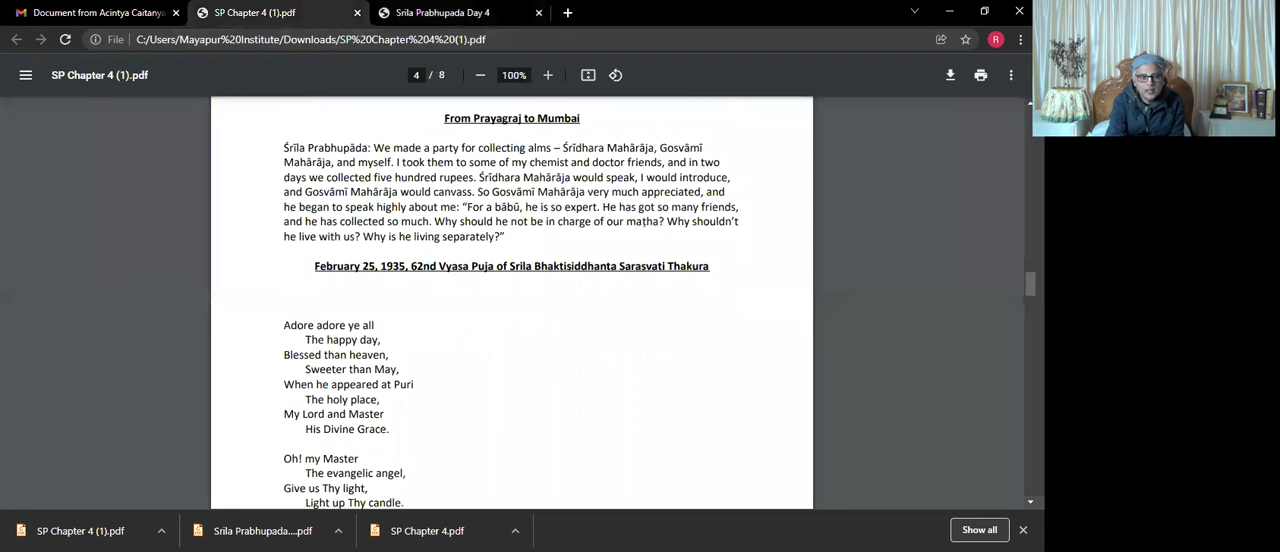 Document from Acintya Caitanya
SP Chapter 4 (1).pdf
Srila Prabhupada Day 4
File
C:/Users/Mayapur%20Institute/Downloads/SP%20Chapter%204%20(1).pdf
R
SP Chapter 4 (1).pdf
4 / 8
100%
From Prayagraj to Mumbai
Śrīla Prabhupāda: We made a party for collecting alms – Śrīdhara Mahārāja, Gosvāmī
Mahārāja, and myself. I took them to some of my chemist and doctor friends, and in two
days we collected five hundred rupees. Śrīdhara Mahārāja would speak, I would introduce,
and Gosvāmī Mahārāja would canvass. So Gosvāmī Mahārāja very much appreciated, and
he began to speak highly about me: “For a bābū, he is so expert. He has got so many friends,
and he has collected so much. Why should he not be in charge of our maṭha? Why shouldn’t
he live with us? Why is he living separately?”
February 25, 1935, 62nd Vyasa Puja of Srila Bhaktisiddhanta Sarasvati Thakura
Adore adore ye all
The happy day,
Blessed than heaven,
Sweeter than May,
When he appeared at Puri
The holy place,
My Lord and Master
His Divine Grace.
Oh! my Master
The evangelic angel,
Give us Thy light,
Light up Thy candle.
SP Chapter 4 (1).pdf
Srila Prabhupada....pdf
SP Chapter 4.pdf
Show all